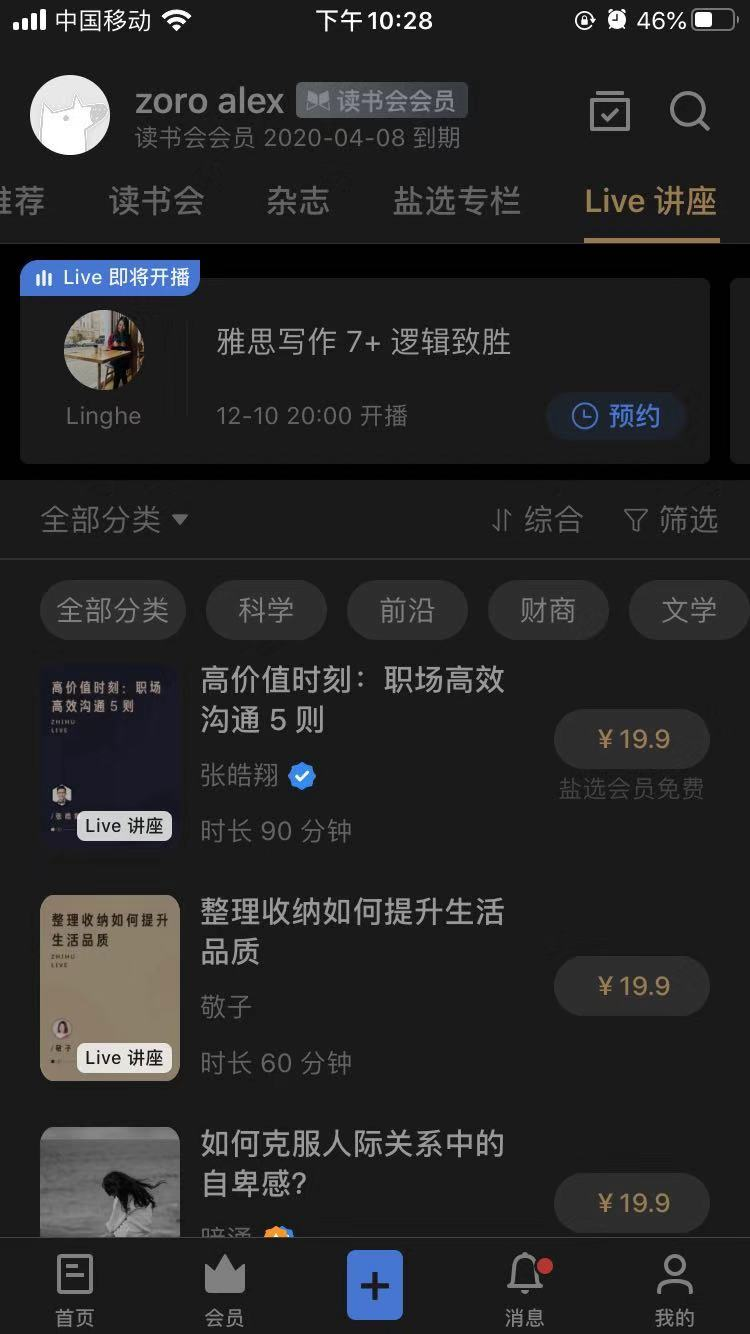 中国移动 下午10:28 46%
zoro alex 读书会会员
读书会会员 2020-04-08 到期
推荐 读书会 杂志 盐选专栏 Live 讲座
Live 即将开播
雅思写作 7+ 逻辑致胜
Linghe 12-10 20:00 开播 预约
全部分类 综合 筛选
全部分类 科学 前沿 财商 文学
高价值时刻：职场
高效沟通 5 则
ZHIHU
LIVE
Live 讲座
高价值时刻：职场高效
沟通 5 则
张皓翔
时长 90 分钟
¥ 19.9
盐选会员免费
整理收纳如何提升
生活品质
ZHIHU
LIVE
/ 敬 子
Live 讲座
整理收纳如何提升生活
品质
敬子
时长 60 分钟
¥ 19.9
如何克服人际关系中的
自卑感?
¥ 19.9
首页 会员 消息 我的